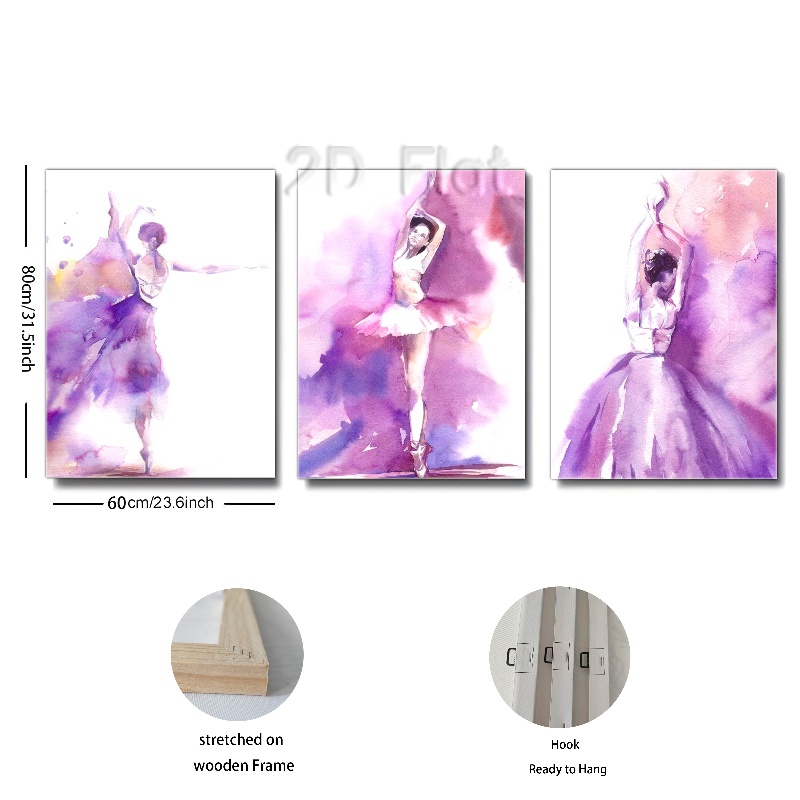 2D Flat
80cm/31.5inch
60cm/23.6inch
stretched on
wooden Frame
Hook
Ready to Hang